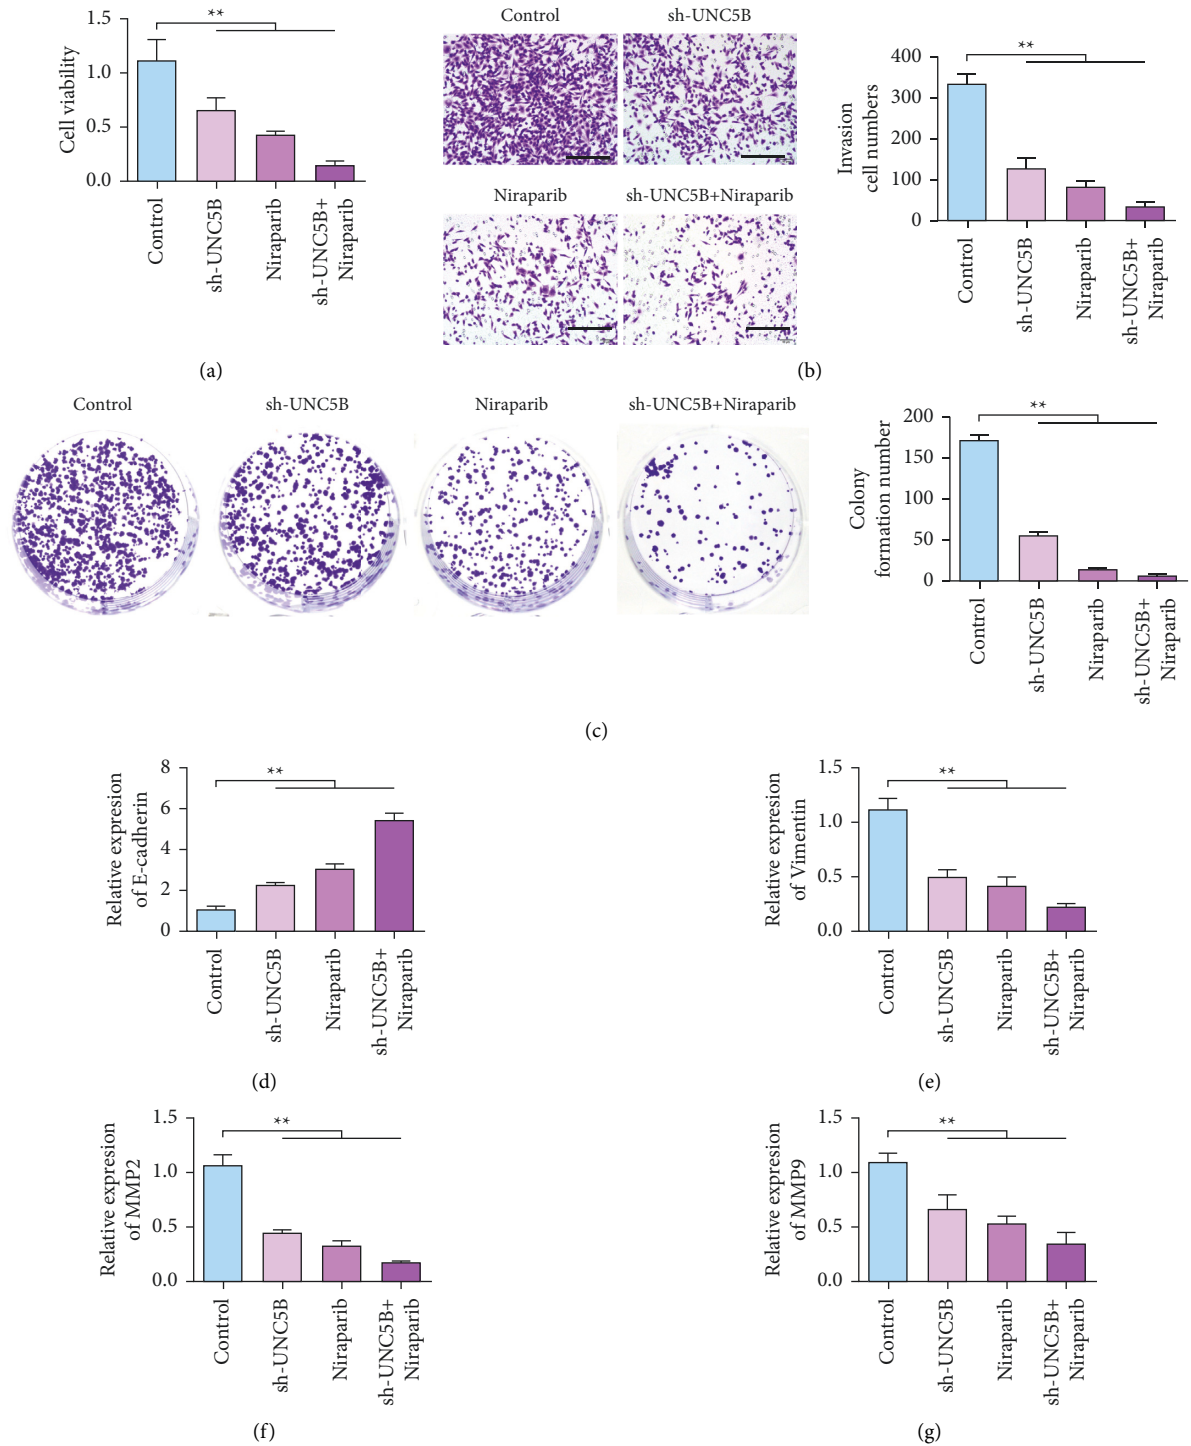 1.5
1.0
0.5
0.0
Cell viability
**
Control
sh-UNC5B
Niraparib
sh-UNC5B+
Niraparib
(a)
Control
sh-UNC5B
Niraparib
sh-UNC5B+Niraparib
400
300
200
100
0
Invasion
cell numbers
**
Control
sh-UNC5B
Niraparib
sh-UNC5B+
Niraparib
(b)
Control
sh-UNC5B
Niraparib
sh-UNC5B+Niraparib
200
150
100
50
0
Colony
formation number
**
Control
sh-UNC5B
Niraparib
sh-UNC5B+
Niraparib
(c)
8
6
4
2
0
Relative expresion
of E-cadherin
**
Control
sh-UNC5B
Niraparib
sh-UNC5B+
Niraparib
(d)
1.5
1.0
0.5
0.0
Relative expresion
of Vimentin
**
Control
sh-UNC5B
Niraparib
sh-UNC5B+
Niraparib
(e)
1.5
1.0
0.5
0.0
Relative expresion
of MMP2
**
Control
sh-UNC5B
Niraparib
sh-UNC5B+
Niraparib
(f)
1.5
1.0
0.5
0.0
Relative expresion
of MMP9
**
Control
sh-UNC5B
Niraparib
sh-UNC5B+
Niraparib
(g)